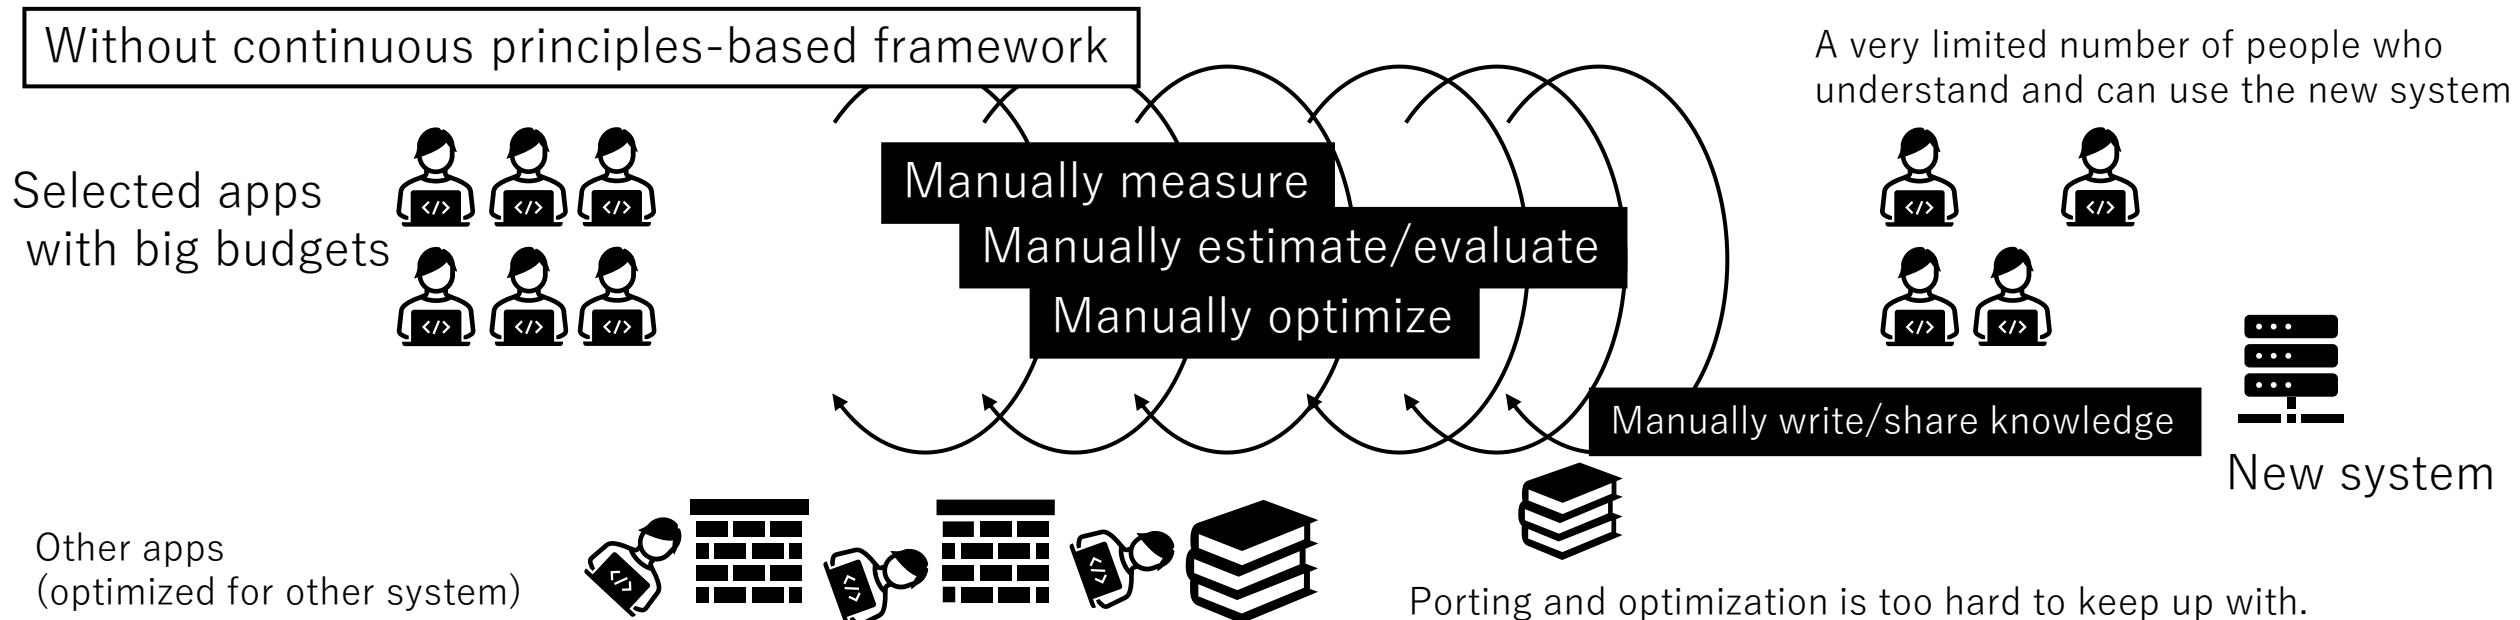 Without continuous principles-based framework
A very limited number of people who
understand and can use the new system
Selected apps
with big budgets
Manually measure
Manually estimate/evaluate
Manually optimize
Manually write/share knowledge
New system
Other apps
(optimized for other system)
Porting and optimization is too hard to keep up with.